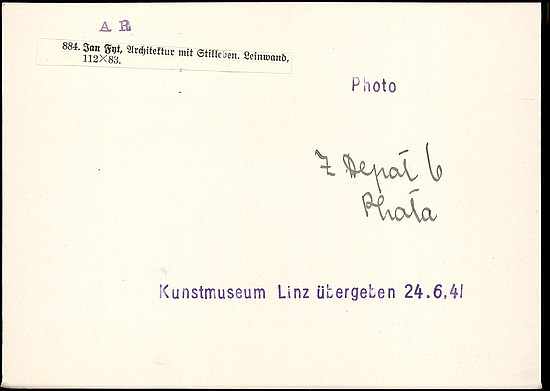 A R
884. Jan Fyt, Architektur mit Stilleben. Leinwand,
112×83.
Photo
Z Depot 6
Photo
Kunstmuseum Linz übergeben 24.6.41